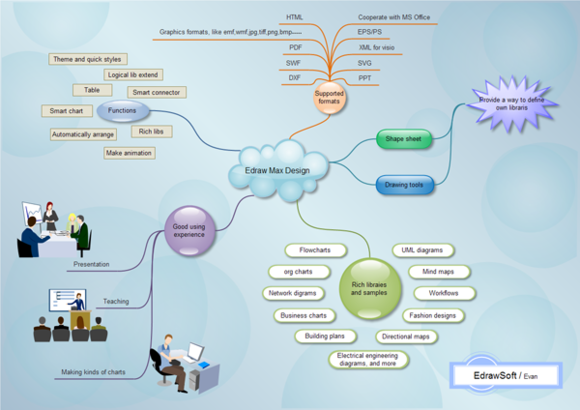 HTML
Cooperate with MS Office
Graphics formats, like emf,wmf,jpg,tiff,png,bmp
EPS/PS
PDF
XML for visio
SWF
SVG
DXF
PPT
Supported
formats
Theme and quick styles
Logical lib extend
Table
Smart connector
Smart chart
Functions
Automatically arrange
Rich libs
Make animation
Provide a way to define
own libraris
Shape sheet
Drawing tools
Edraw Max Design
Good using
experience
Presentation
Teaching
Making kinds of charts
Flowcharts
UML diagrams
org charts
Mind maps
Network digrams
Workflows
Rich libraies
and samples
Business charts
Fashion designs
Building plans
Directional maps
Electrical engineering
diagrams, and more
EdrawSoft / Evan